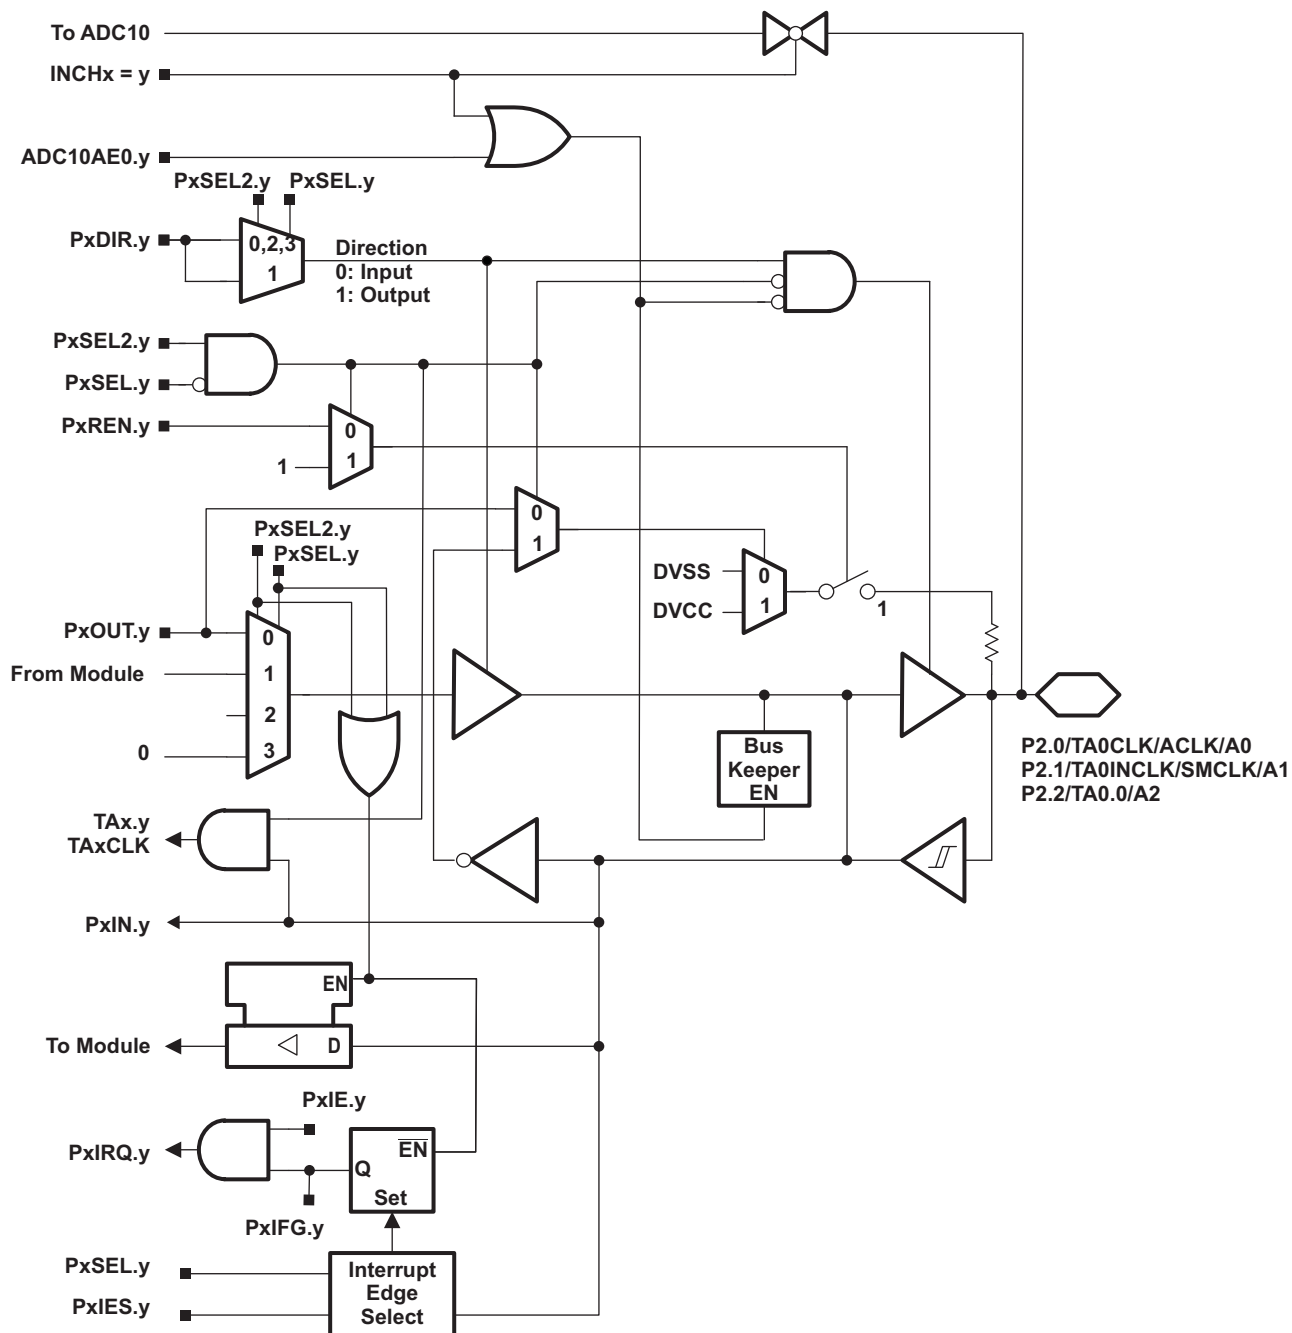 To ADC10
INCHx = y
ADC10AE0.y
PxSEL2.y PxSEL.y
PxDIR.y
0,2,3
1
Direction
0: Input
1: Output
PxSEL2.y
PxSEL.y
PxREN.y
0
1
1
0
1
PxSEL2.y
PxSEL.y
DVSS
DVCC
0
1
1
PxOUT.y
From Module
0
0
1
2
3
Bus
Keeper
EN
P2.0/TA0CLK/ACLK/A0
P2.1/TA0INCLK/SMCLK/A1
P2.2/TA0.0/A2
TAx.y
TAxCLK
PxIN.y
EN
To Module
D
PxIE.y
PxIRQ.y
EN
Q
Set
PxIFG.y
PxSEL.y
PxIES.y
Interrupt
Edge
Select